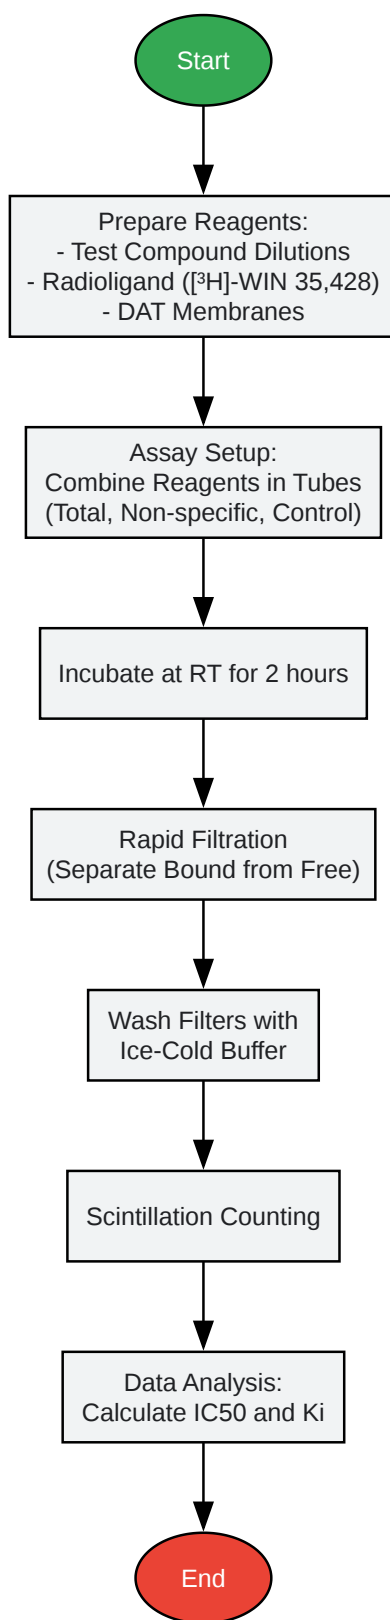 Start
Prepare Reagents:
- Test Compound Dilutions
- Radioligand ([³H]-WIN 35,428)
- DAT Membranes
Assay Setup:
Combine Reagents in Tubes
(Total, Non-specific, Control)
Incubate at RT for 2 hours
Rapid Filtration
(Separate Bound from Free)
Wash Filters with
Ice-Cold Buffer
Scintillation Counting
Data Analysis:
Calculate IC50 and Ki
End